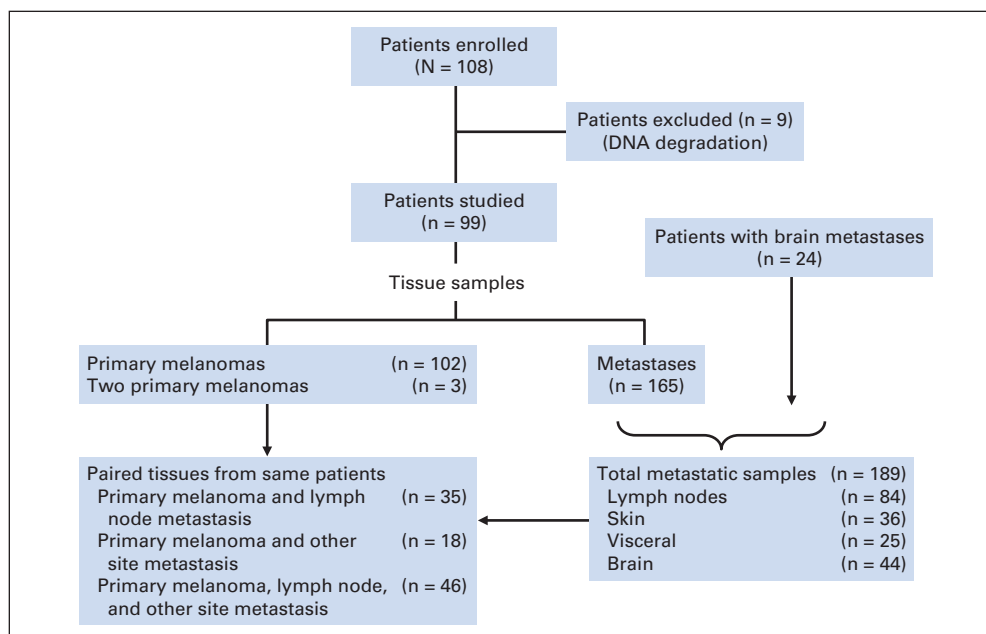 Patients enrolled
(N = 108)
Patients excluded (n = 9)
(DNA degradation)
Patients studied
(n = 99)
Patients with brain metastases
(n = 24)
Tissue samples
Primary melanomas (n = 102)
Two primary melanomas (n = 3)
Metastases
(n = 165)
Paired tissues from same patients
Primary melanoma and lymph (n = 35)
node metastasis
Primary melanoma and other (n = 18)
site metastasis
Primary melanoma, lymph node, (n = 46)
and other site metastasis
Total metastatic samples (n = 189)
Lymph nodes (n = 84)
Skin (n = 36)
Visceral (n = 25)
Brain (n = 44)